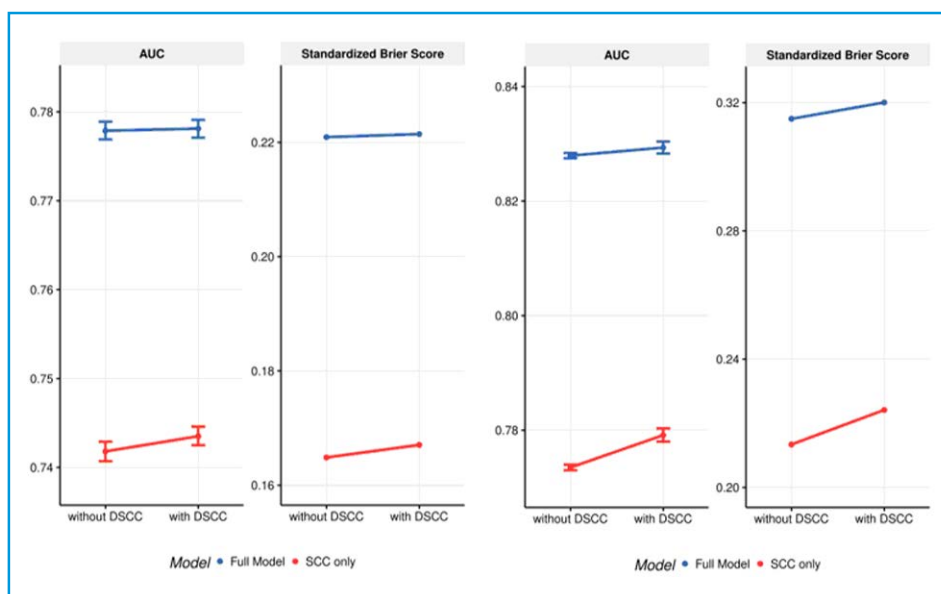 AUC
Standardized Brier Score
0.78
0.77
0.76
0.75
0.74
0.22
0.20
0.18
0.16
without DSCC
with DSCC
without DSCC
with DSCC
Model Full Model SCC only
AUC
Standardized Brier Score
0.84
0.82
0.80
0.78
0.32
0.28
0.24
0.20
without DSCC
with DSCC
without DSCC
with DSCC
Model Full Model SCC only